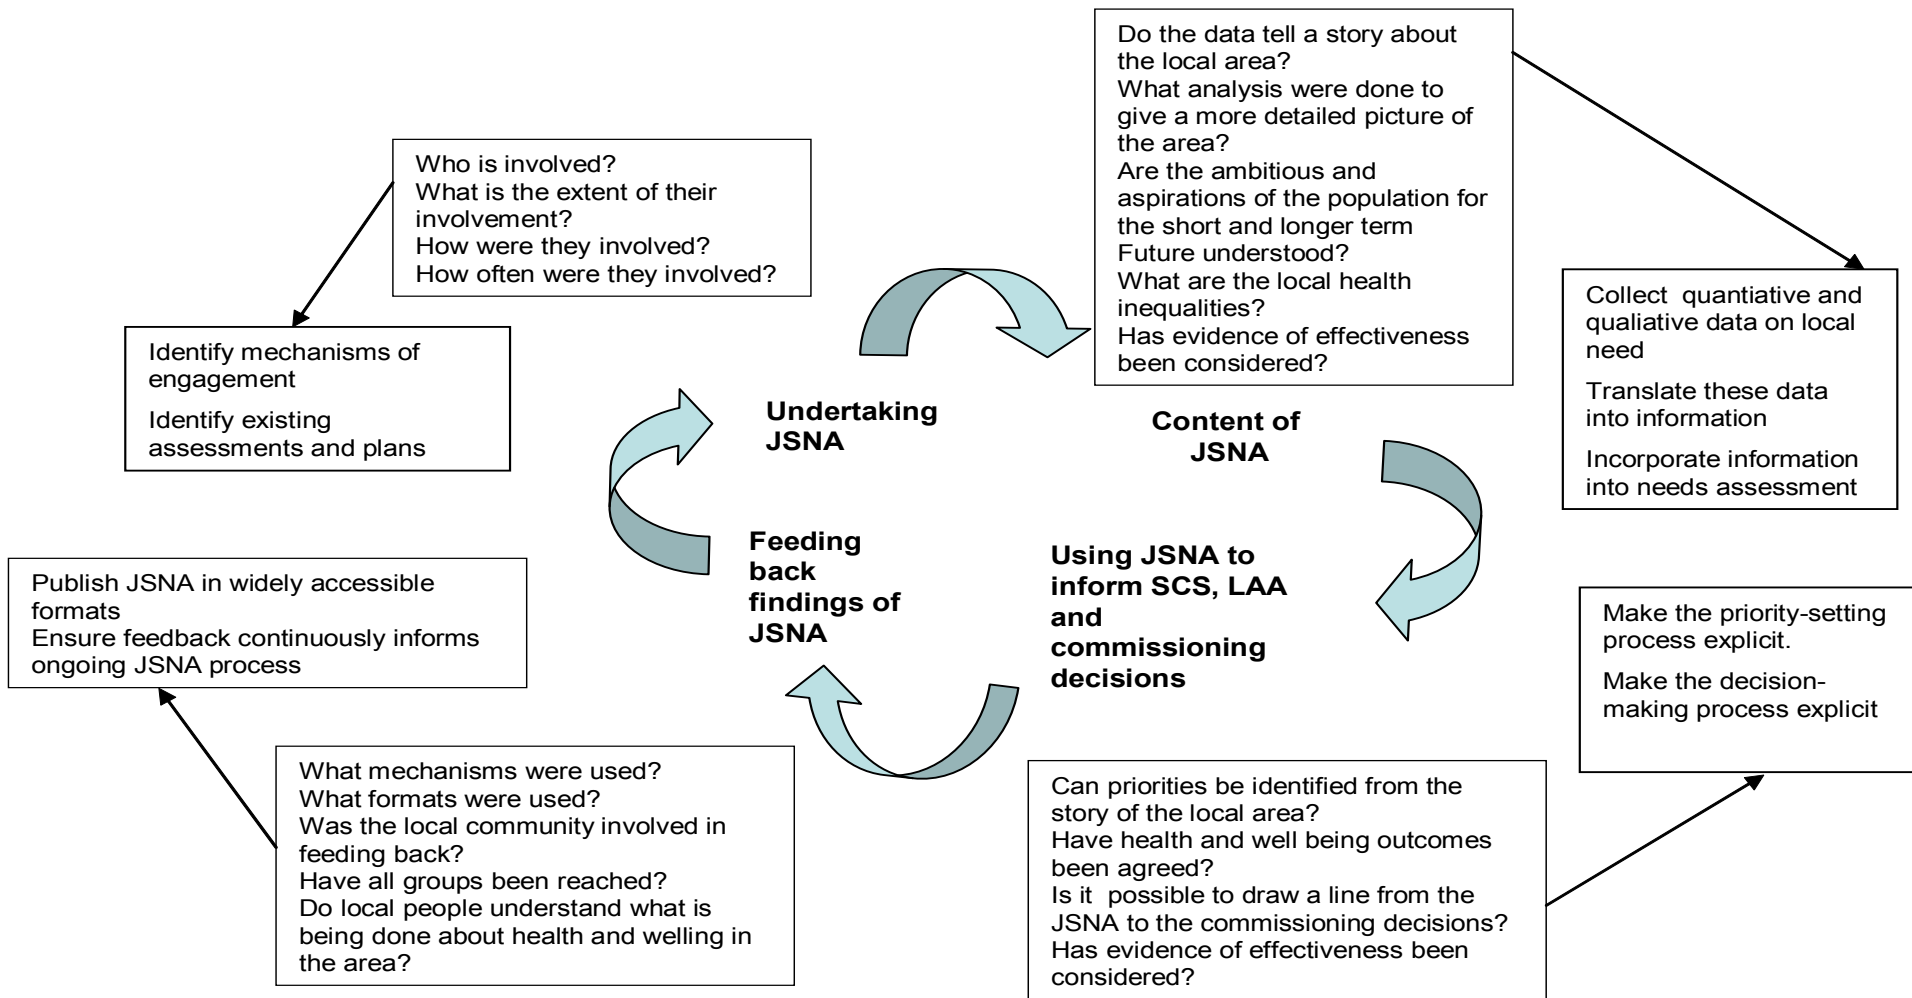 Do the data tell a story about
the local area?
What analysis were done to
give a more detailed picture of
the area?
Are the ambitious and
aspirations of the population for
the short and longer term
Future understood?
What are the local health
inequalities?
Has evidence of effectiveness
been considered?
Who is involved?
What is the extent of their
involvement?
How were they involved?
How often were they involved?
Identify mechanisms of
engagement
Identify existing
assessments and plans
Collect quantiative and
qualiative data on local
need
Translate these data
into information
Incorporate information
into needs assessment
Undertaking
JSNA
Content of
JSNA
Feeding
back
findings of
JSNA
Using JSNA to
inform SCS, LAA
and
commissioning
decisions
Publish JSNA in widely accessible
formats
Ensure feedback continuously informs
ongoing JSNA process
Make the priority-setting
process explicit.
Make the decision-
making process explicit
What mechanisms were used?
What formats were used?
Was the local community involved in
feeding back?
Have all groups been reached?
Do local people understand what is
being done about health and welling in
the area?
Can priorities be identified from the
story of the local area?
Have health and well being outcomes
been agreed?
Is it possible to draw a line from the
JSNA to the commissioning decisions?
Has evidence of effectiveness been
considered?